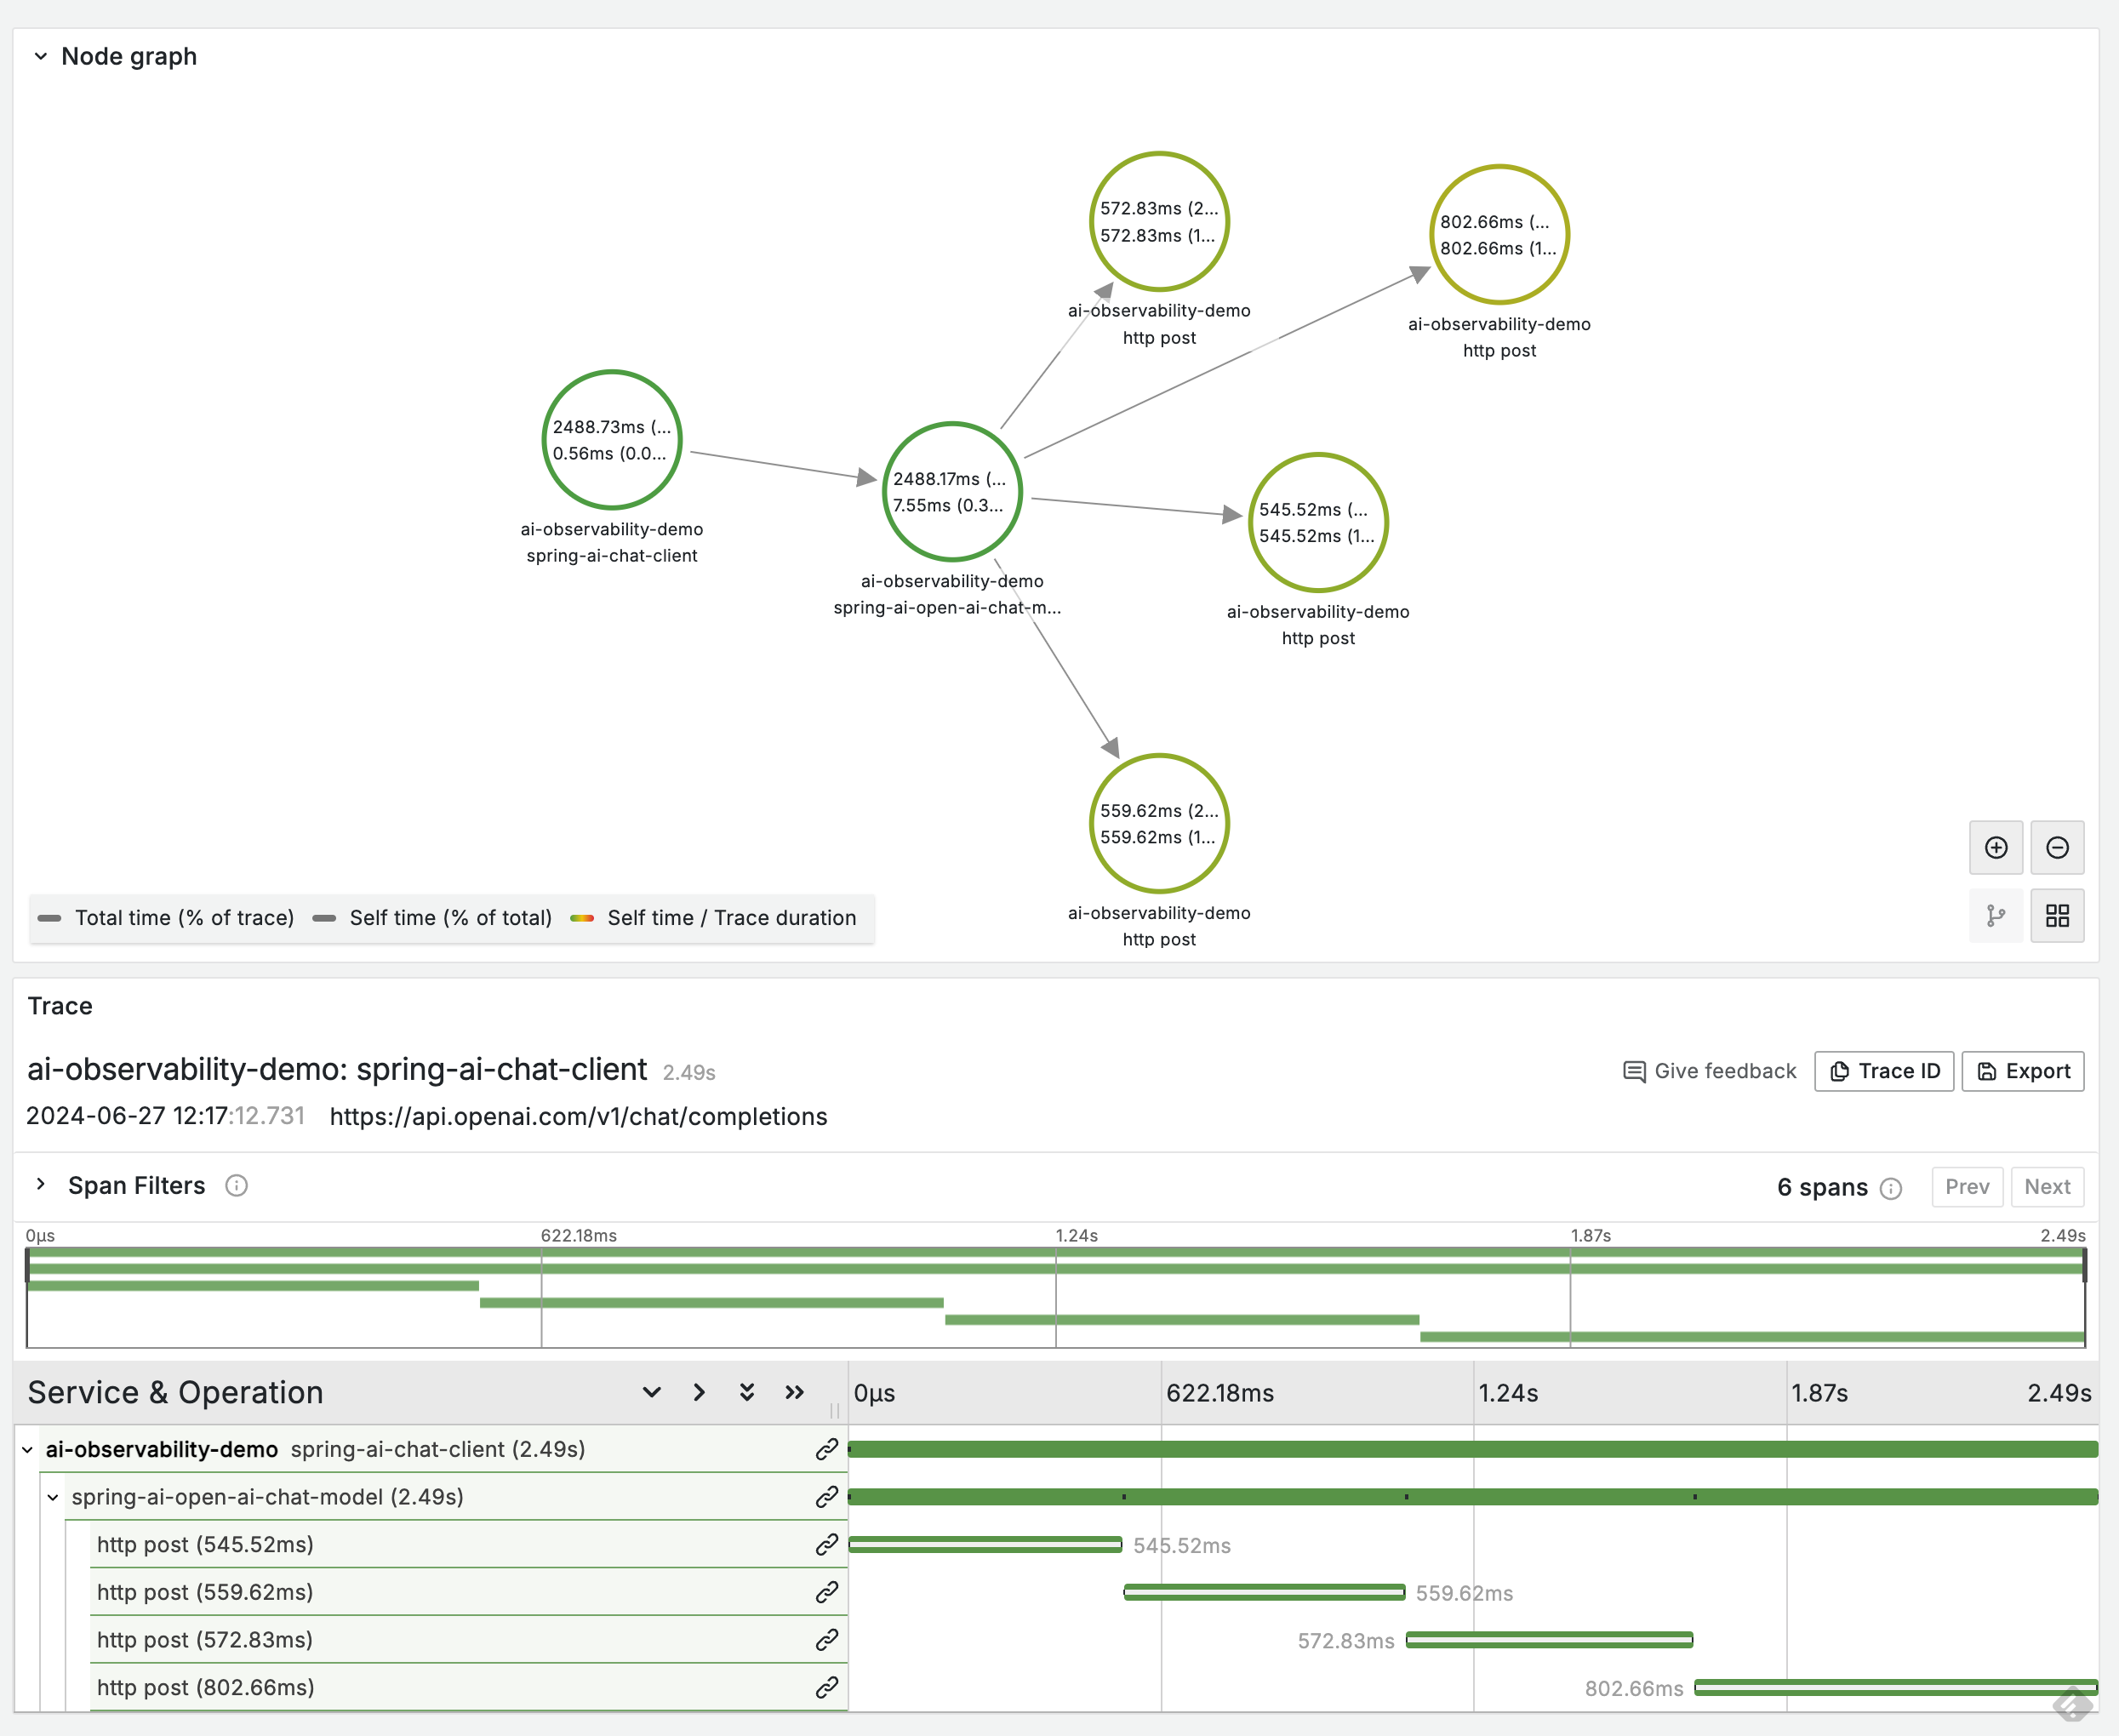 Node graph
572.83ms (2...
572.83ms (1...
ai-observability-demo
http post
802.66ms (...
802.66ms (1...
ai-observability-demo
http post
2488.73ms (...
0.56ms (0.0...
ai-observability-demo
spring-ai-chat-client
2488.17ms (...
7.55ms (0.3...
ai-observability-demo
spring-ai-open-ai-chat-m...
545.52ms (...
545.52ms (1...
ai-observability-demo
http post
559.62ms (2...
559.62ms (1...
ai-observability-demo
http post
Total time (% of trace) Self time (% of total) Self time / Trace duration
Trace
ai-observability-demo: spring-ai-chat-client 2.49s
Give feedback Trace ID Export
2024-06-27 12:17:12.731 https://api.openai.com/v1/chat/completions
Span Filters 6 spans Prev Next
0μs 622.18ms 1.24s 1.87s 2.49s
Service & Operation 0μs 622.18ms 1.24s 1.87s 2.49s
ai-observability-demo spring-ai-chat-client (2.49s)
spring-ai-open-ai-chat-model (2.49s)
http post (545.52ms) 545.52ms
http post (559.62ms) 559.62ms
http post (572.83ms) 572.83ms
http post (802.66ms) 802.66ms